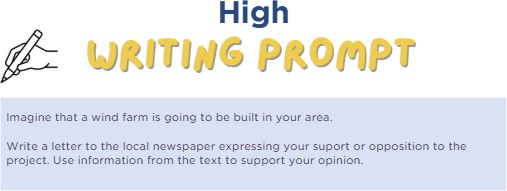 High
WRITING PROMPT
Imagine that a wind farm is going to be built in your area.
Write a letter to the local newspaper expressing your suport or opposition to the
project. Use information from the text to support your opinion.